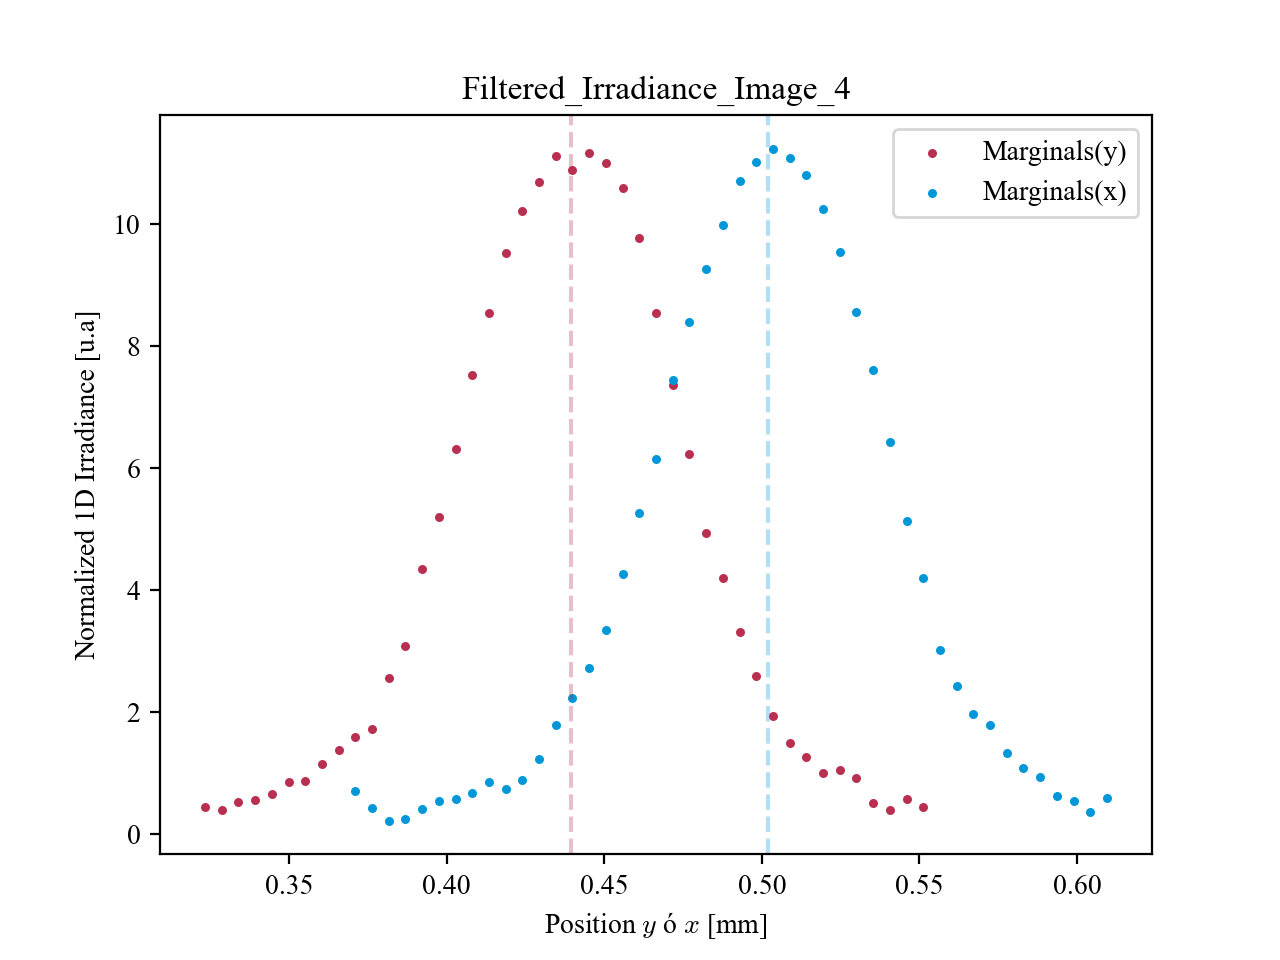 Filtered_Irradiance_Image_4
Marginals(y)
Marginals(x)
Normalized 1D Irradiance [u.a]
10
8
6
4
2
0
0.35 0.40 0.45 0.50 0.55 0.60
Position y ó x [mm]